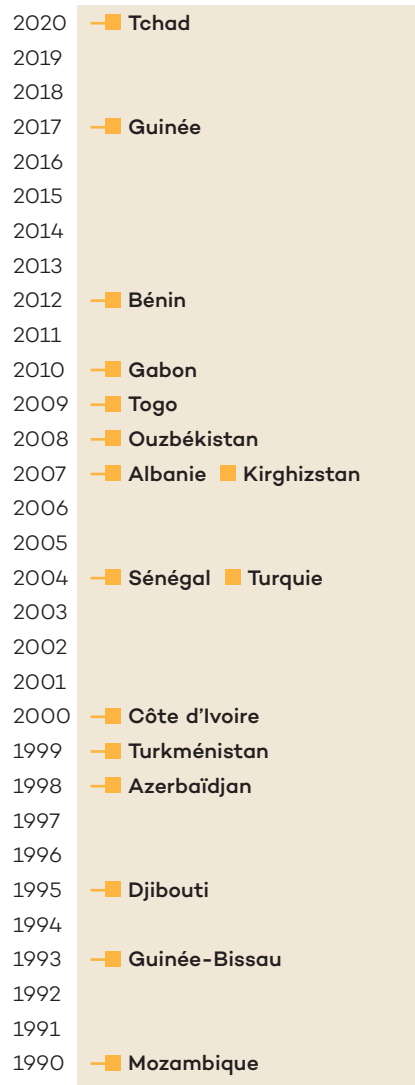 2020 Tchad
2019
2018
2017 Guinée
2016
2015
2014
2013
2012 Bénin
2011
2010 Gabon
2009 Togo
2008 Ouzbékistan
2007 Albanie Kirghizstan
2006
2005
2004 Sénégal Turquie
2003
2002
2001
2000 Côte d’Ivoire
1999 Turkménistan
1998 Azerbaïdjan
1997
1996
1995 Djibouti
1994
1993 Guinée-Bissau
1992
1991
1990 Mozambique